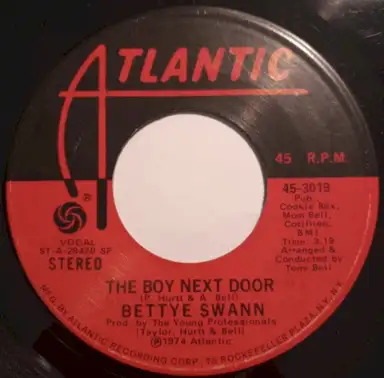 ATLANTIC
®
45 R.P.M.
45-3019
Pub.
Cookie Box,
Mom Bell,
Cotillion,
BMI
Time: 3:19
Arranged &
Conducted by
Tony Bell
VOCAL
ST-A-28420 SP
STEREO
THE BOY NEXT DOOR
(P. Hurtt & A. Bell)
BETTYE SWANN
Prod. by The Young Professionals
(Taylor, Hurtt & Bell)
℗1974 Atlantic
MFG. BY ATLANTIC RECORDING CORP., 75 ROCKEFELLER PLAZA, N.Y., N.Y.